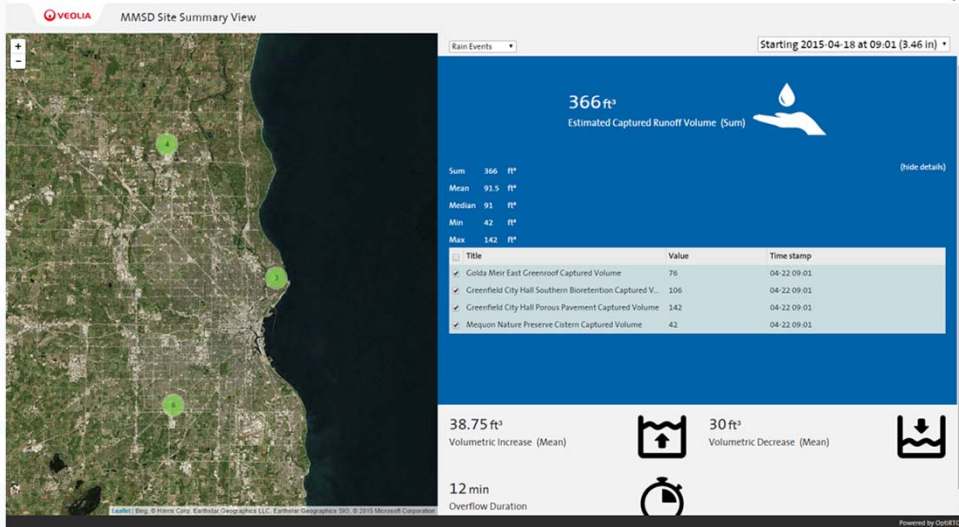 VEOLIA MMSD Site Summary View
+
-
4
3
6
Leaflet | Bing, © Harris Corp, Earthstar Geographics LLC, Earthstar Geographics SIO, © 2015 Microsoft Corporation
Rain Events
Starting 2015-04-18 at 09:01 (3.46 in)
366 ft³
Estimated Captured Runoff Volume (Sum)
(hide details)
Sum 366 ft³
Mean 91.5 ft³
Median 91 ft³
Min 42 ft³
Max 142 ft³
Title Value Time stamp
Golda Meir East Greenroof Captured Volume 76 04-22 09:01
Greenfield City Hall Southern Bioretention Captured V... 106 04-22 09:01
Greenfield City Hall Porous Pavement Captured Volume 142 04-22 09:01
Mequon Nature Preserve Cistern Captured Volume 42 04-22 09:01
38.75 ft³
Volumetric Increase (Mean)
30 ft³
Volumetric Decrease (Mean)
12 min
Overflow Duration
Powered by OptiRTC